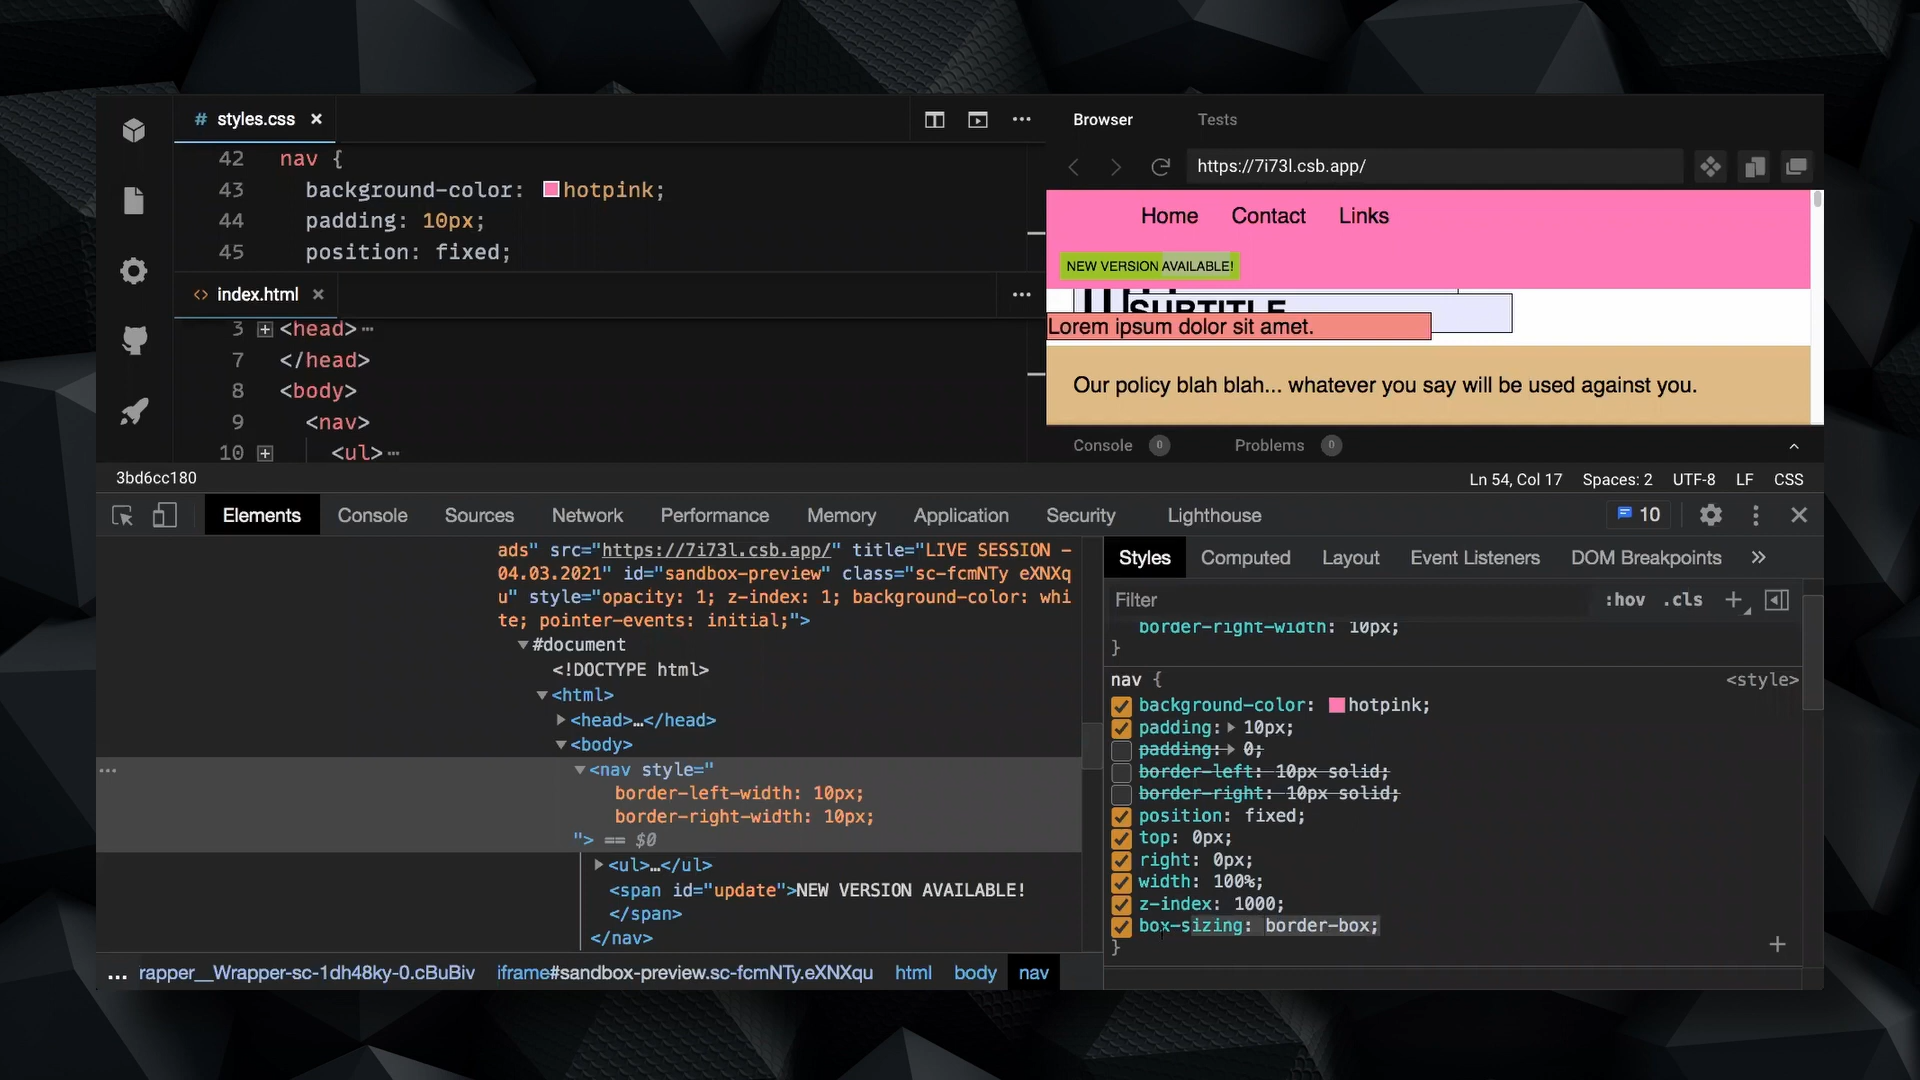 # styles.css ×
42 nav {
43 background-color: hotpink;
44 padding: 10px;
45 position: fixed;
<> index.html ×
3 <head>
7 </head>
8 <body>
9 <nav>
10 <ul>
3bd6cc180
Browser Tests
https://7i73l.csb.app/
Home Contact Links
NEW VERSION AVAILABLE!
SUBTITLE
Lorem ipsum dolor sit amet.
Our policy blah blah... whatever you say will be used against you.
Console 0 Problems 0
Ln 54, Col 17 Spaces: 2 UTF-8 LF CSS
Elements Console Sources Network Performance Memory Application Security Lighthouse 10
ads" src="https://7i73l.csb.app/" title="LIVE SESSION –
04.03.2021" id="sandbox-preview" class="sc-fcmNTy eXNXq
u" style="opacity: 1; z-index: 1; background-color: whi
te; pointer-events: initial;">
#document
<!DOCTYPE html>
<html>
<head>…</head>
<body>
<nav style="
border-left-width: 10px;
border-right-width: 10px;
"> == $0
<ul>…</ul>
<span id="update">NEW VERSION AVAILABLE!
</span>
</nav>
... rapper__Wrapper-sc-1dh48ky-0.cBuBiv iframe#sandbox-preview.sc-fcmNTy.eXNXqu html body nav
Styles Computed Layout Event Listeners DOM Breakpoints »
Filter :hov .cls +
border-right-width: 10px;
}
nav { <style>
background-color: hotpink;
padding: 10px;
padding: 0;
border-left: 10px solid;
border-right: 10px solid;
position: fixed;
top: 0px;
right: 0px;
width: 100%;
z-index: 1000;
box-sizing: border-box;
}